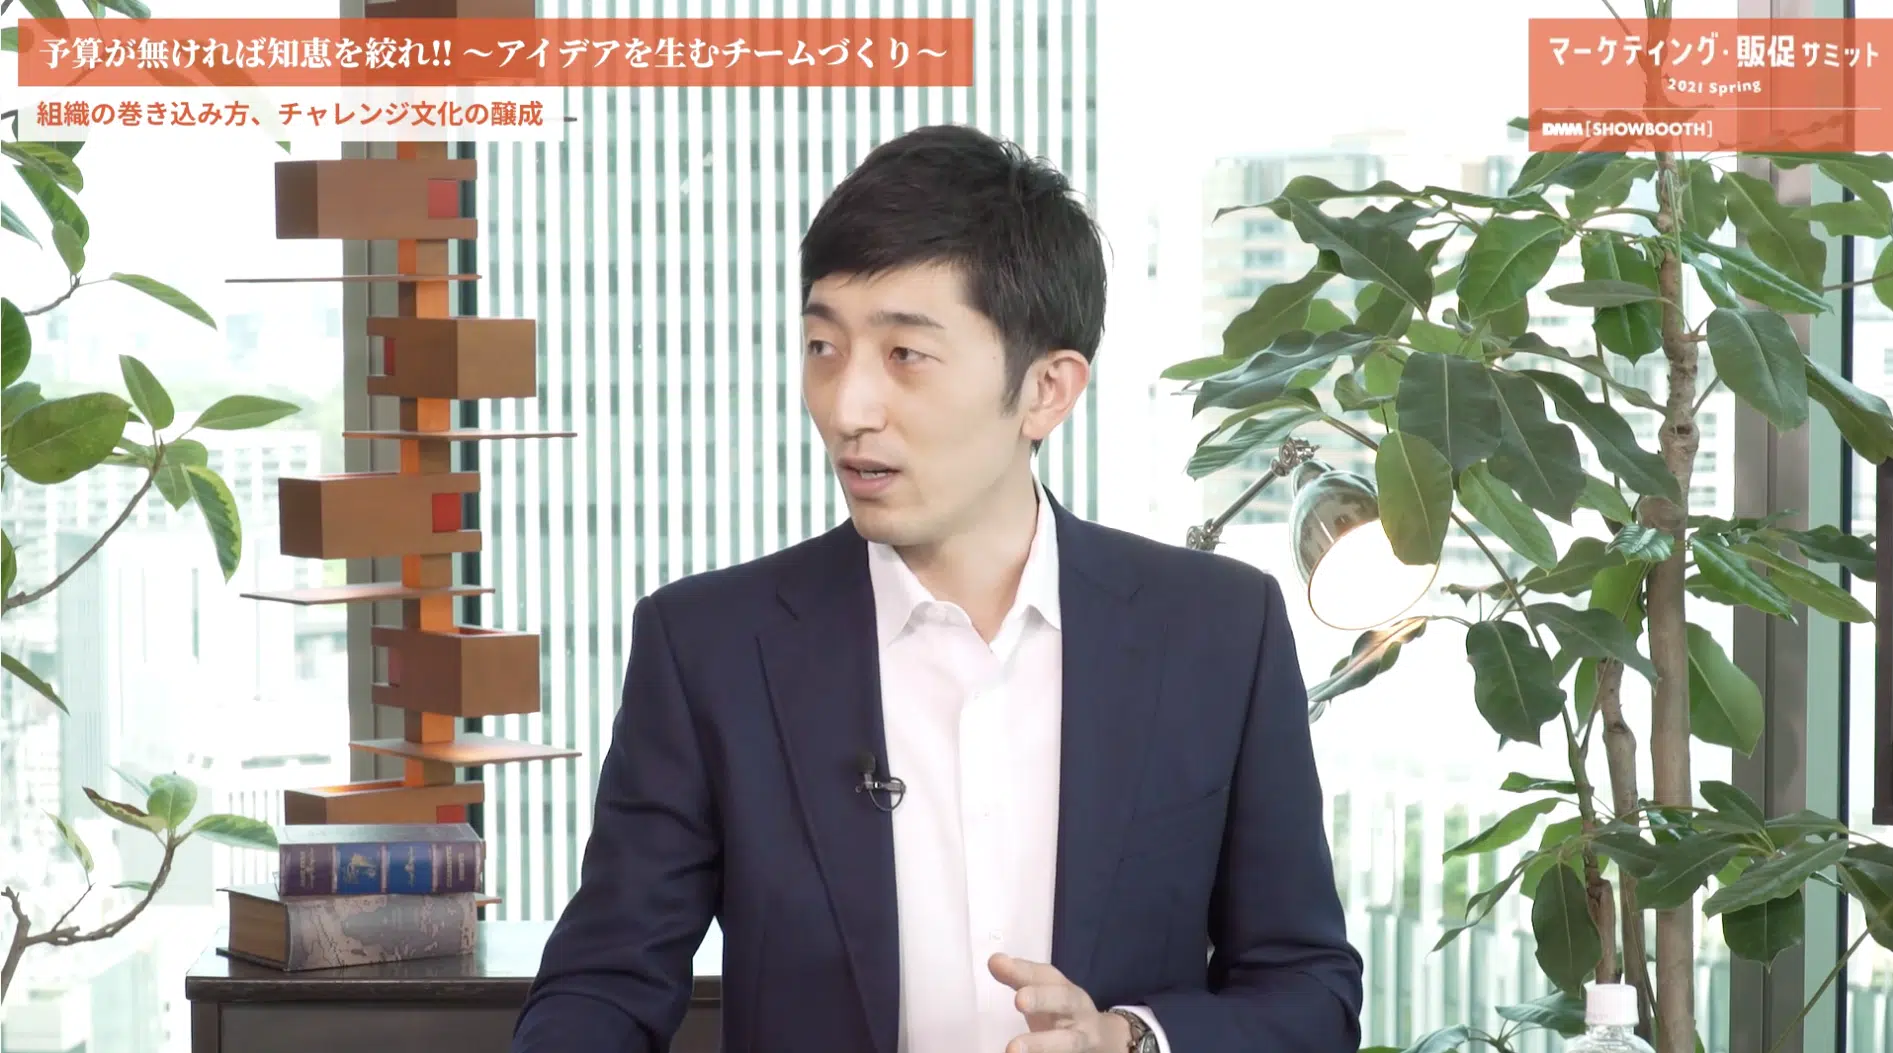 予算が無ければ知恵を絞れ!! 〜アイデアを生むチームづくり〜
組織の巻き込み方、チャレンジ文化の醸成
マーケティング・販促サミット
2021 Spring
DMM[SHOWBOOTH]